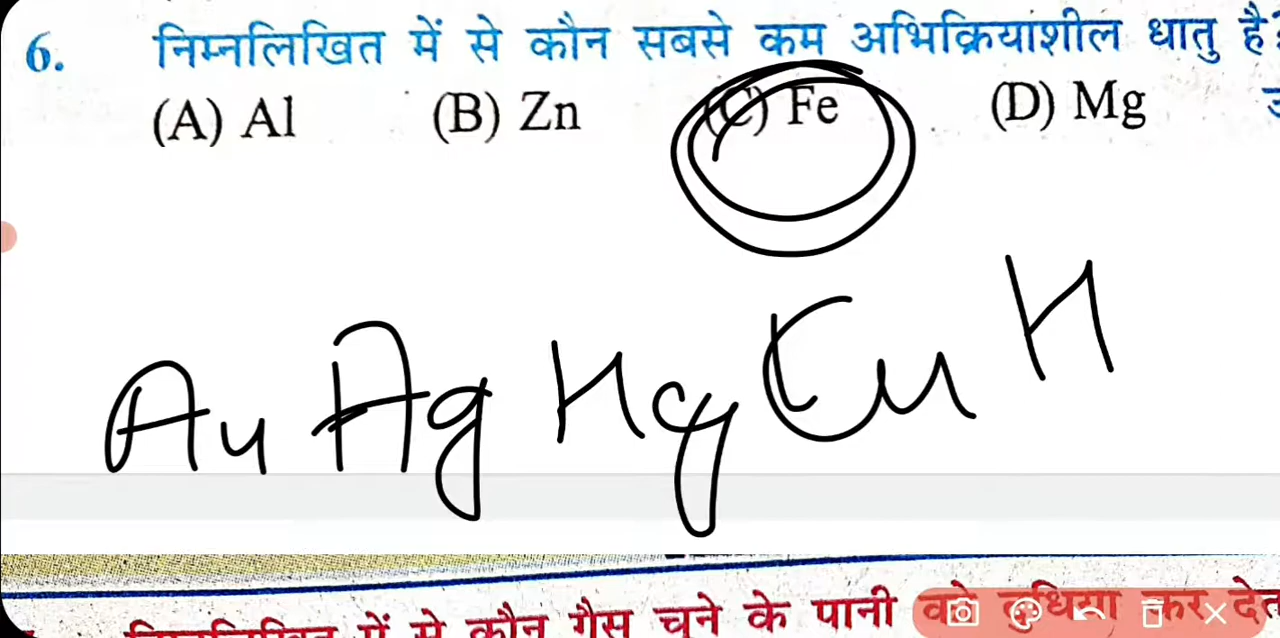 6. निम्नलिखित में से कौन सबसे कम अभिक्रियाशील धातु है?
(A) Al (B) Zn (C) Fe (D) Mg
Au Ag Hg Cu H
में से कौन गैस चूने के पानी को दुधिया कर देत